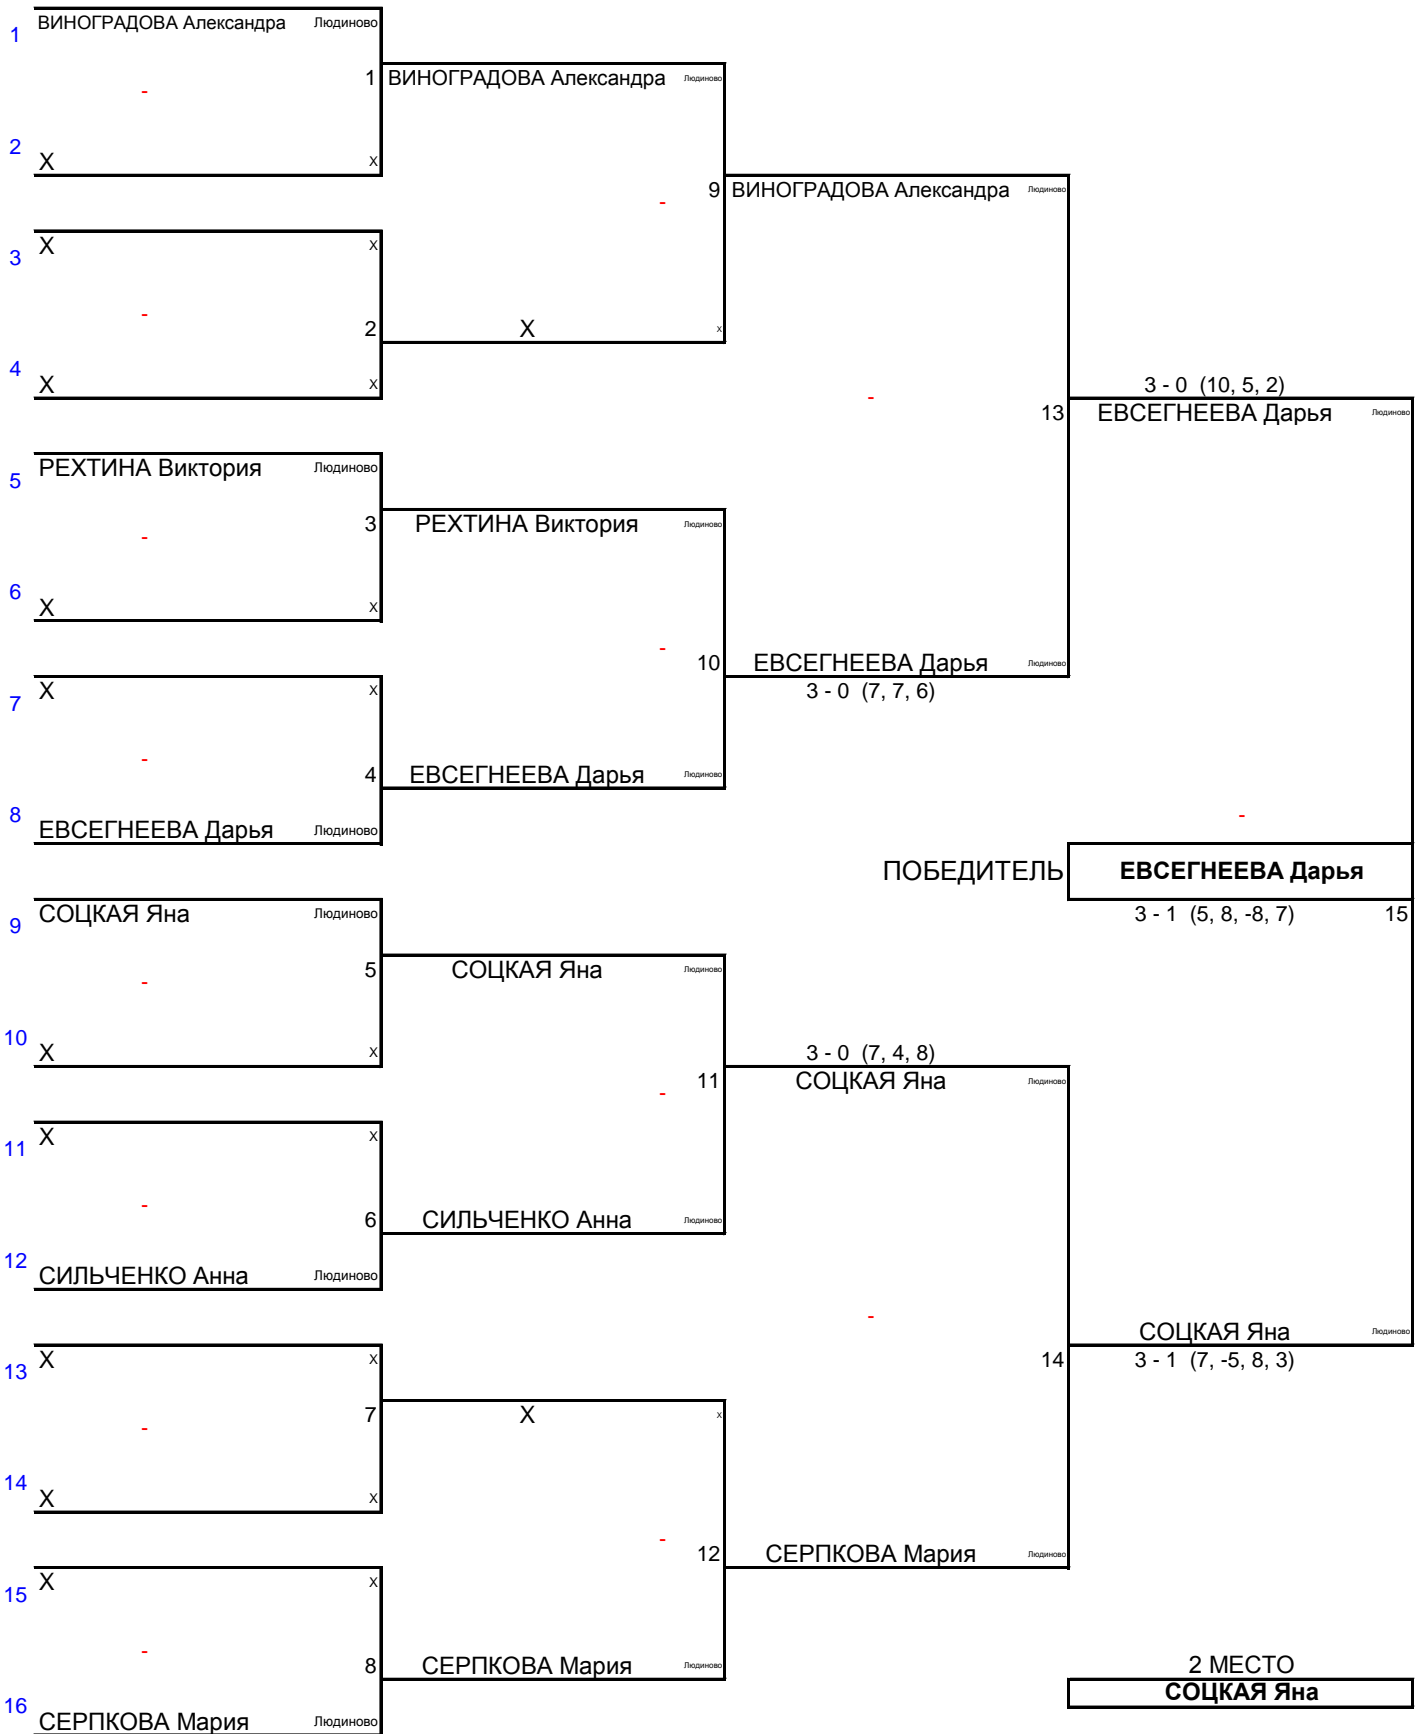 1 ВИНОГРАДОВА Александра Людиново
1 ВИНОГРАДОВА Александра Людиново
-
2 X X
9 ВИНОГРАДОВА Александра Людиново
-
3 X X
-
2 X X
4 X X
3 - 0 (10, 5, 2)
-
13 ЕВСЕГНЕЕВА Дарья Людиново
5 РЕХТИНА Виктория Людиново
3 РЕХТИНА Виктория Людиново
-
6 X X
-
10 ЕВСЕГНЕЕВА Дарья Людиново
3 - 0 (7, 7, 6)
7 X X
-
4 ЕВСЕГНЕЕВА Дарья Людиново
8 ЕВСЕГНЕЕВА Дарья Людиново
-
ПОБЕДИТЕЛЬ ЕВСЕГНЕЕВА Дарья
3 - 1 (5, 8, -8, 7) 15
9 СОЦКАЯ Яна Людиново
5 СОЦКАЯ Яна Людиново
-
10 X X
3 - 0 (7, 4, 8)
11 СОЦКАЯ Яна Людиново
-
11 X X
-
6 СИЛЬЧЕНКО Анна Людиново
12 СИЛЬЧЕНКО Анна Людиново
-
СОЦКАЯ Яна Людиново
14 3 - 1 (7, -5, 8, 3)
13 X X
7 X X
-
14 X X
-
12 СЕРПКОВА Мария Людиново
15 X X
-
8 СЕРПКОВА Мария Людиново
16 СЕРПКОВА Мария Людиново
2 МЕСТО
СОЦКАЯ Яна